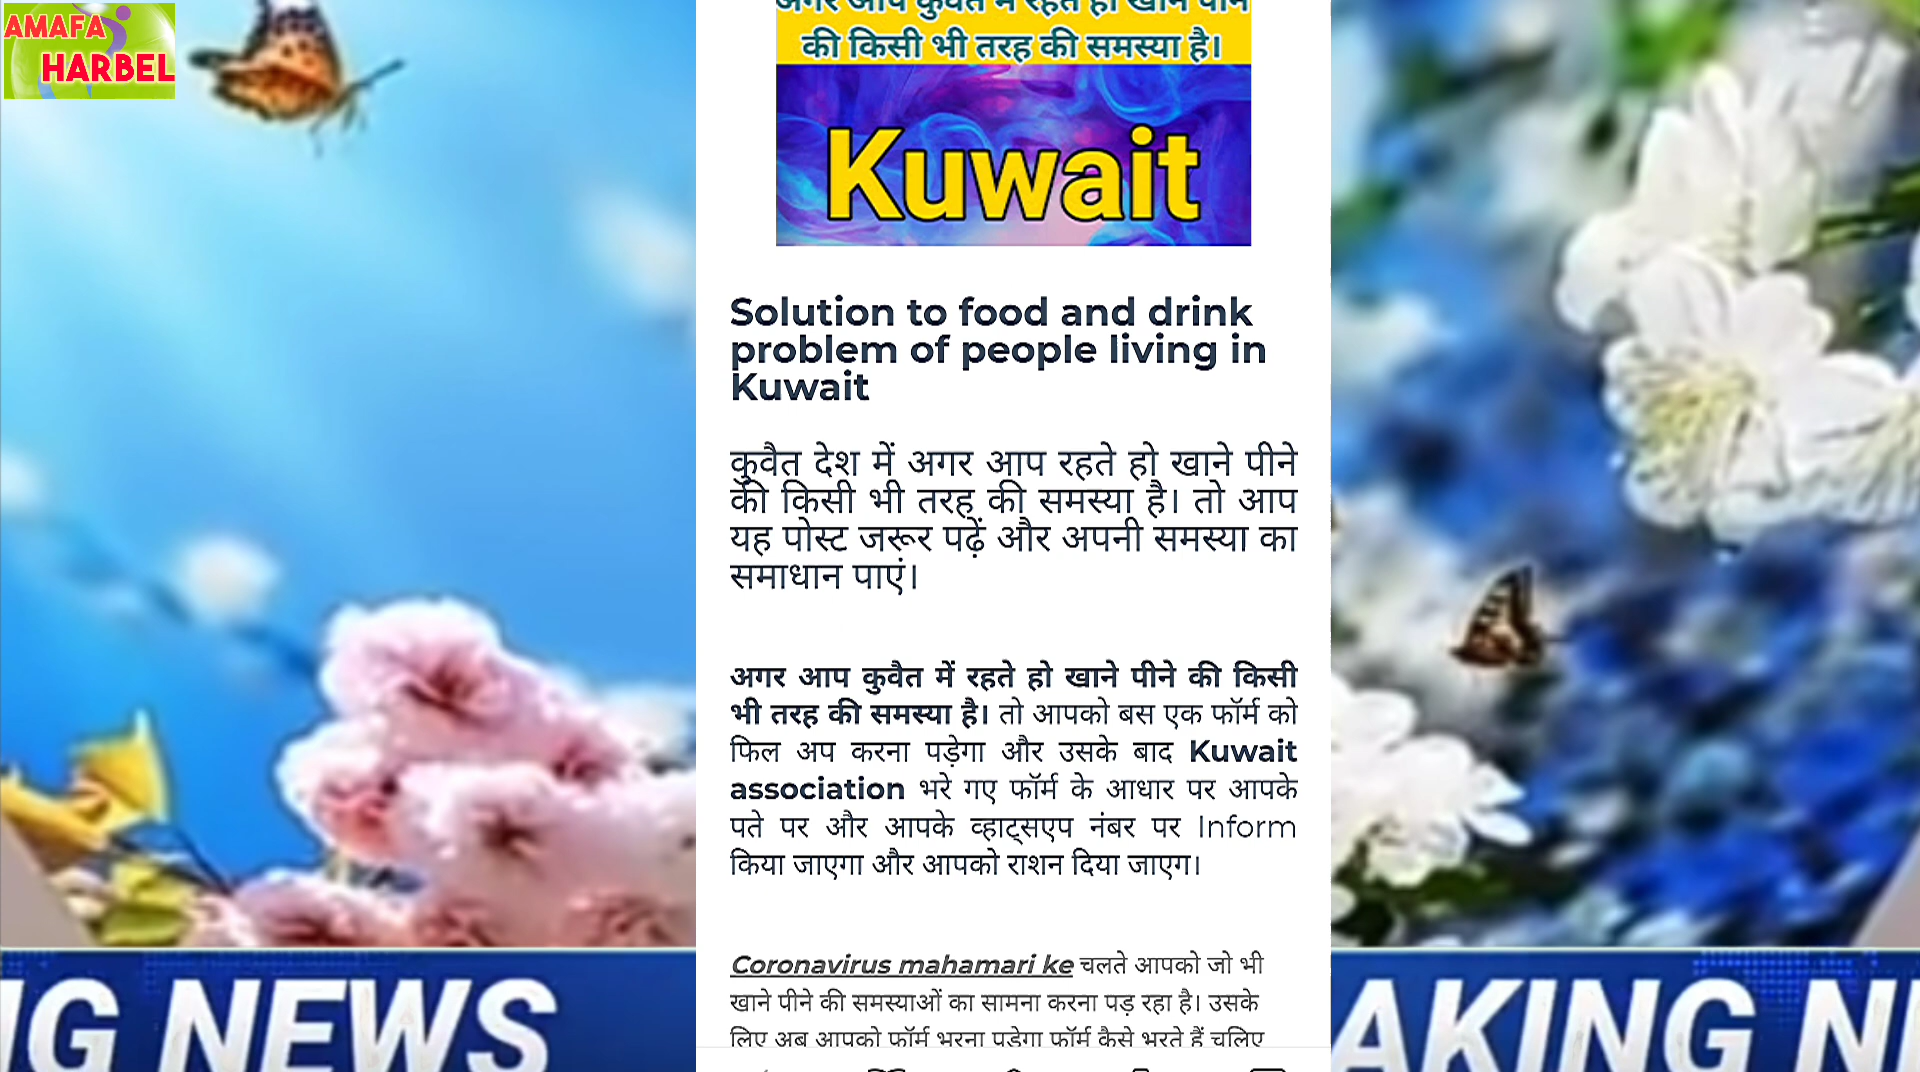 AMAFA
HARBEL
अगर आप कुवैत में रहते हो खाने पीने
की किसी भी तरह की समस्या है।
Kuwait
Solution to food and drink
problem of people living in
Kuwait
कुवैत देश में अगर आप रहते हो खाने पीने
की किसी भी तरह की समस्या है। तो आप
यह पोस्ट जरूर पढ़ें और अपनी समस्या का
समाधान पाएं।
अगर आप कुवैत में रहते हो खाने पीने की किसी
भी तरह की समस्या है। तो आपको बस एक फॉर्म को
फिल अप करना पड़ेगा और उसके बाद Kuwait
association भरे गए फॉर्म के आधार पर आपके
पते पर और आपके व्हाट्सएप नंबर पर Inform
किया जाएगा और आपको राशन दिया जाएग।
Coronavirus mahamari ke चलते आपको जो भी
खाने पीने की समस्याओं का सामना करना पड़ रहा है। उसके
लिए अब आपको फॉर्म भरना पड़ेगा फॉर्म कैसे भरते हैं चलिए
NG NEWS
AKING N